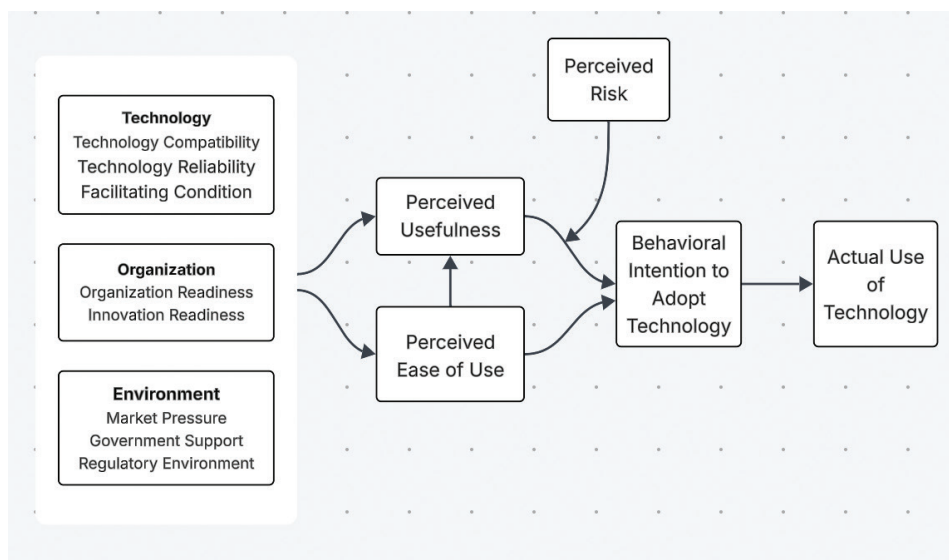 Technology
Technology Compatibility
Technology Reliability
Facilitating Condition
Organization
Organization Readiness
Innovation Readiness
Environment
Market Pressure
Government Support
Regulatory Environment
Perceived
Usefulness
Perceived
Ease of Use
Perceived
Risk
Behavioral
Intention to
Adopt
Technology
Actual Use
of
Technology